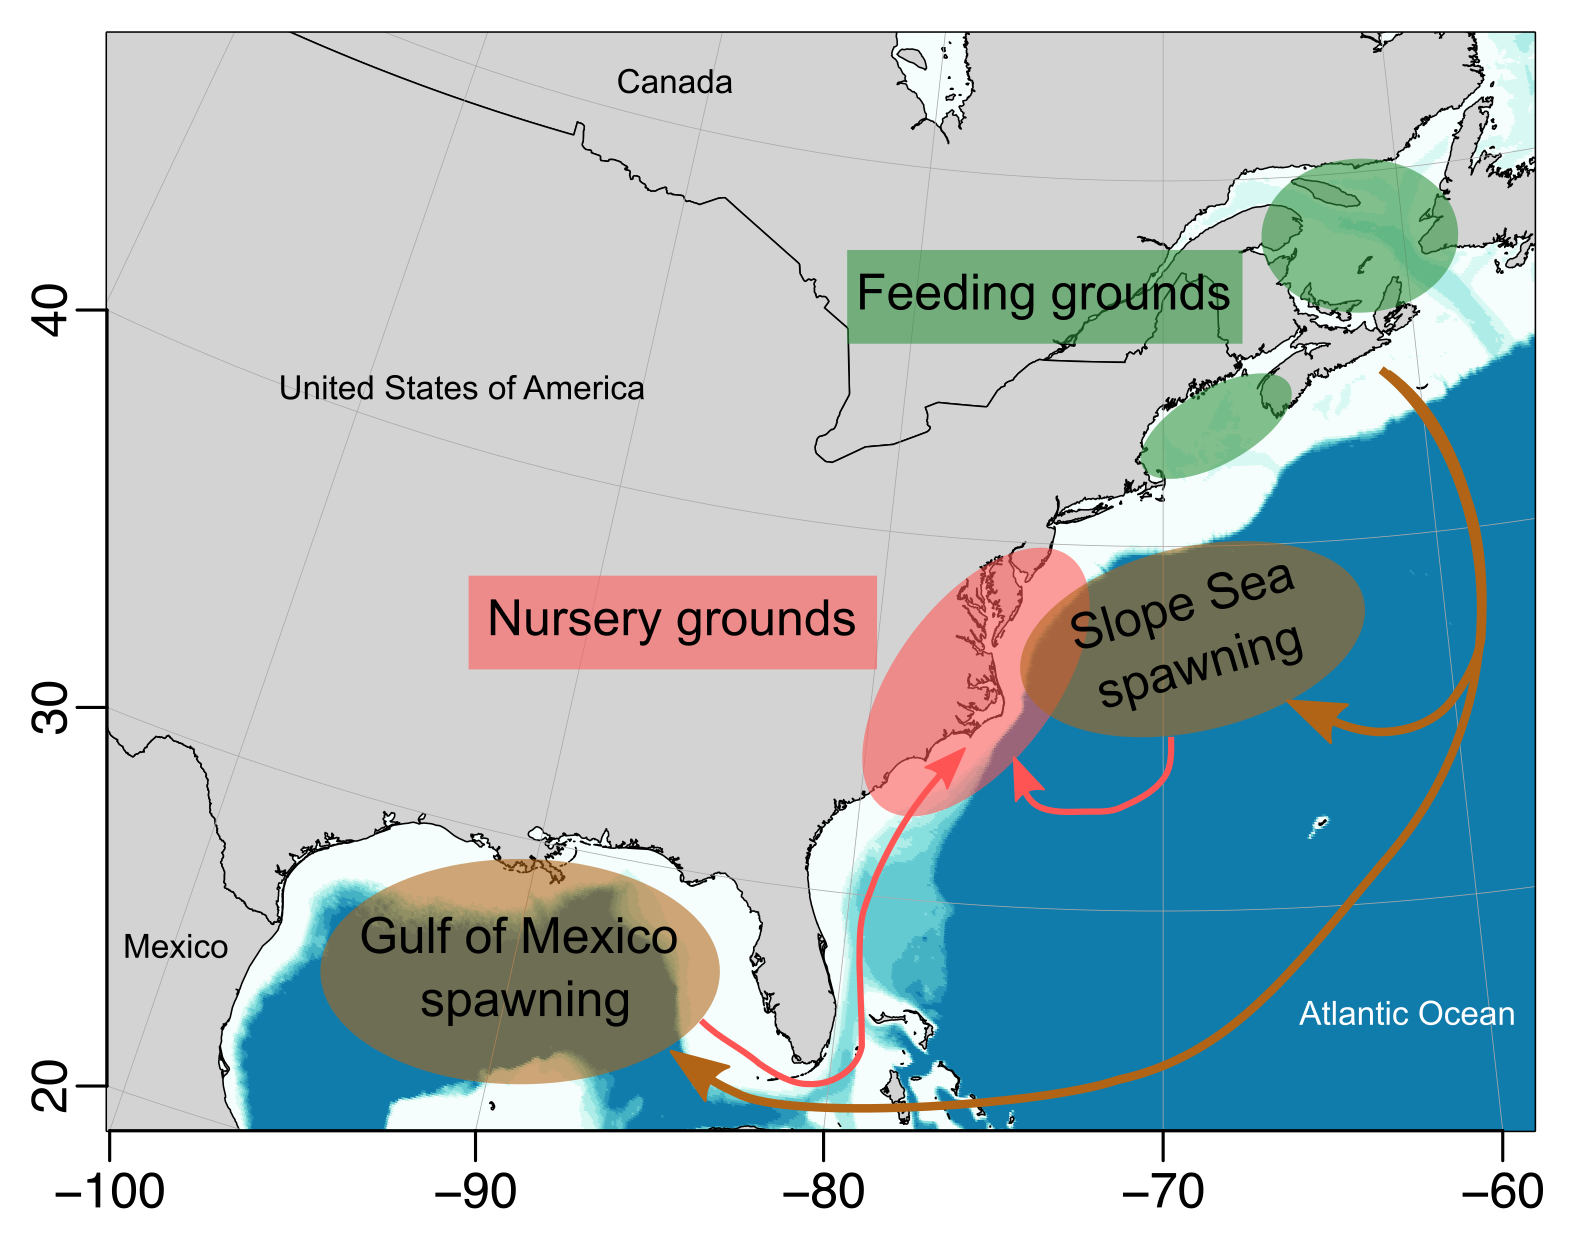 Canada
40
Feeding grounds
United States of America
30
Nursery grounds
Slope Sea
spawning
Mexico
Gulf of Mexico
spawning
Atlantic Ocean
20
−100
−90
−80
−70
−60